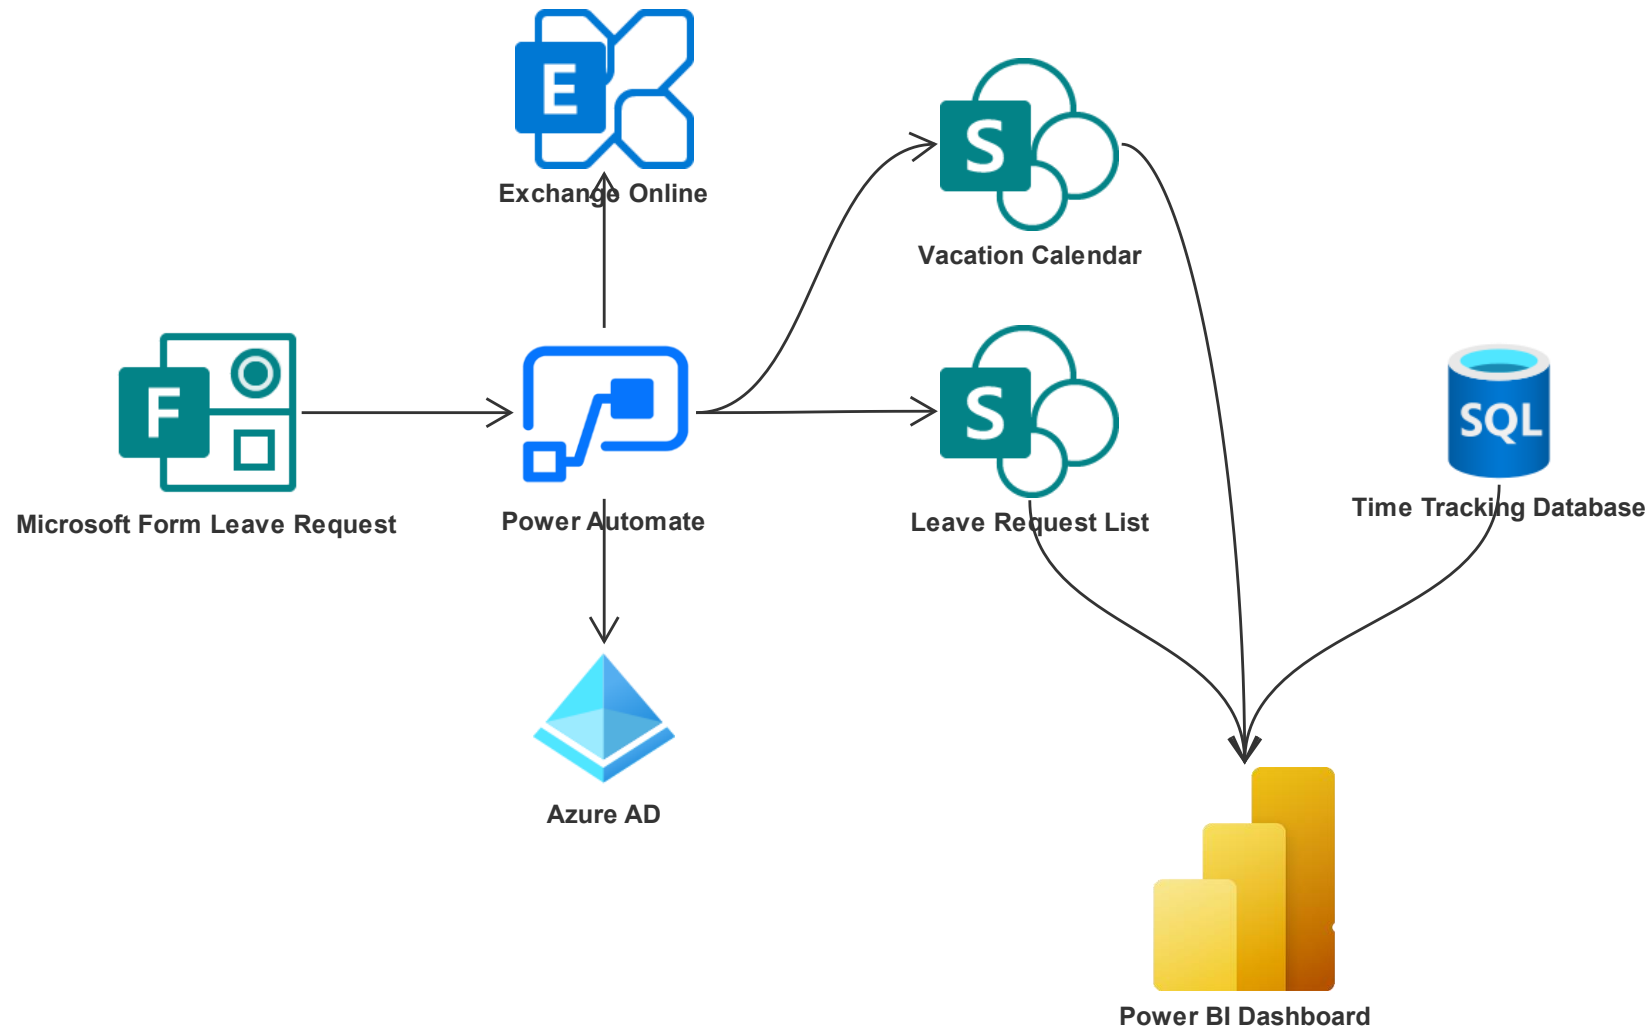 E
Exchange Online
S
Vacation Calendar
F
Microsoft Form Leave Request
Power Automate
S
Leave Request List
SQL
Time Tracking Database
Azure AD
Power BI Dashboard